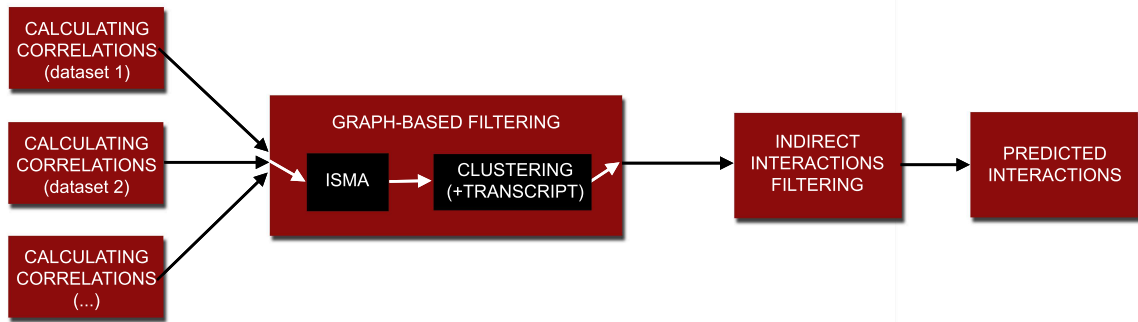 CALCULATING
CORRELATIONS
(dataset 1)
CALCULATING
CORRELATIONS
(dataset 2)
CALCULATING
CORRELATIONS
(...)
GRAPH-BASED FILTERING
ISMA
CLUSTERING
(+TRANSCRIPT)
INDIRECT
INTERACTIONS
FILTERING
PREDICTED
INTERACTIONS